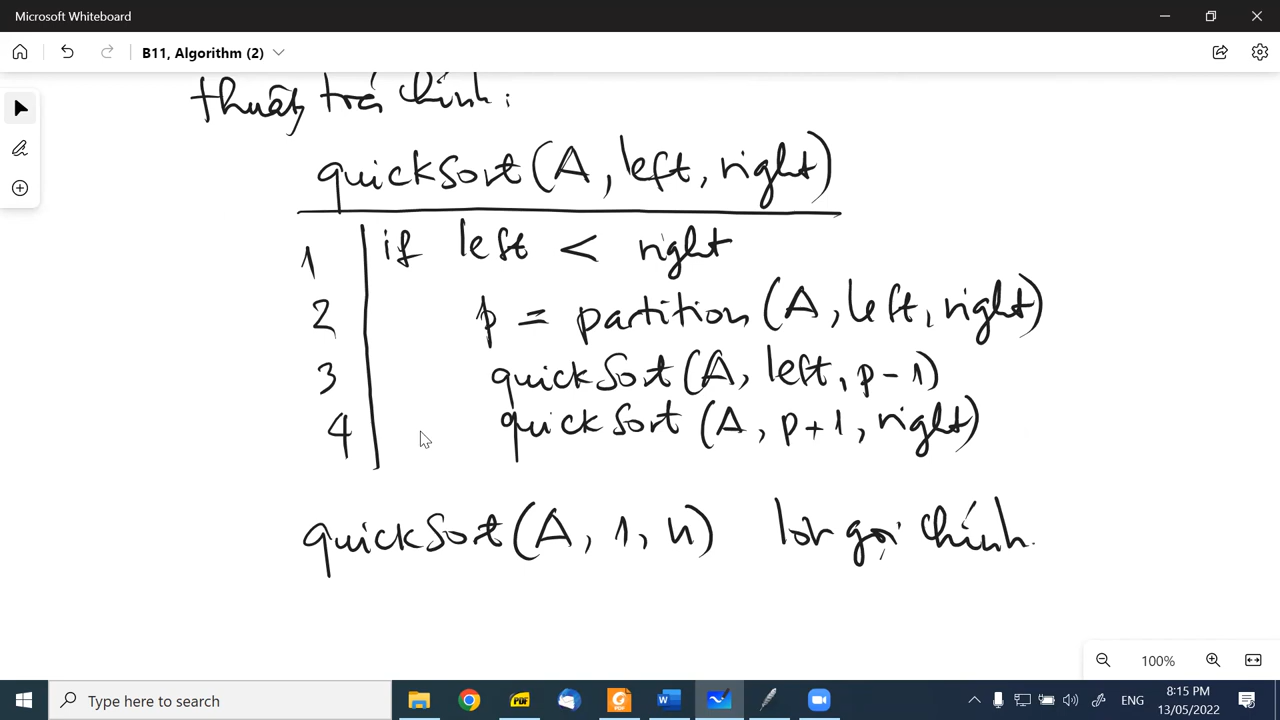 Microsoft Whiteboard
B11, Algorithm (2)
thuật toán chính:
quickSort(A, left, right)
1 if left < right
2 p = partition(A, left, right)
3 quickSort(A, left, p-1)
4 quickSort(A, p+1, right)
quickSort(A, 1, n) lời gọi chính.
100%
Type here to search
PDF
ENG
8:15 PM
13/05/2022